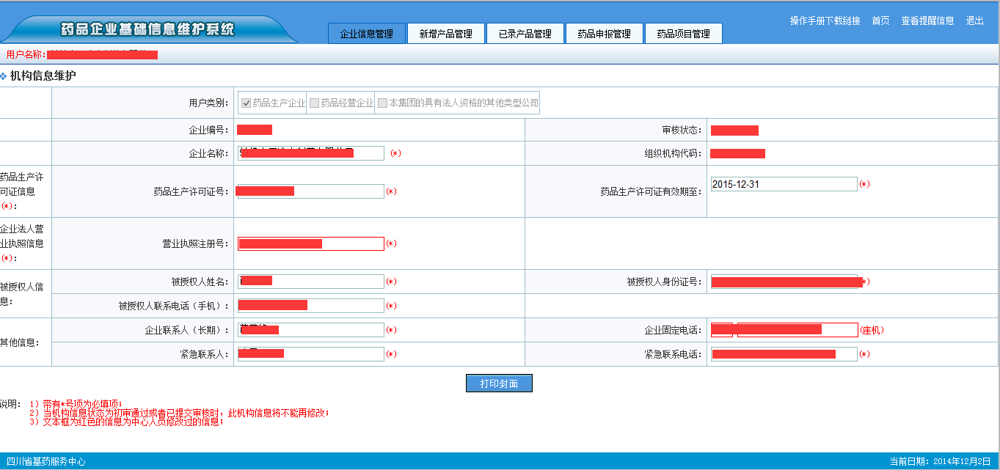 药品企业基础信息维护系统
操作手册下载链接 首页 查看提醒信息 退出
企业信息管理 新增产品管理 已录产品管理 药品申报管理 药品项目管理
用户名称:
机构信息维护
用户类别: 药品生产企业 药品经营企业 本集团的具有法人资格的其他类型公司
企业编号: 审核状态:
企业名称: (*) 组织机构代码:
药品生产许
可证信息
(*):
药品生产许可证号: (*) 药品生产许可证有效期至: 2015-12-31 (*)
企业法人营
业执照信息
(*):
营业执照注册号: (*)
被授权人信
息:
被授权人姓名: (*) 被授权人身份证号: *)
被授权人联系电话（手机）: (*)
其他信息:
企业联系人（长期）: (*) 企业固定电话: (座机)
紧急联系人: (*) 紧急联系电话: (*)
打印封面
说明: 1) 带有*号项为必填项;
2) 当机构信息状态为初审通过或者已提交审核时，此机构信息将不能再修改;
3) 文本框为红色的信息为中心人员修改过的信息;
四川省基药服务中心 当前日期: 2014年12月2日